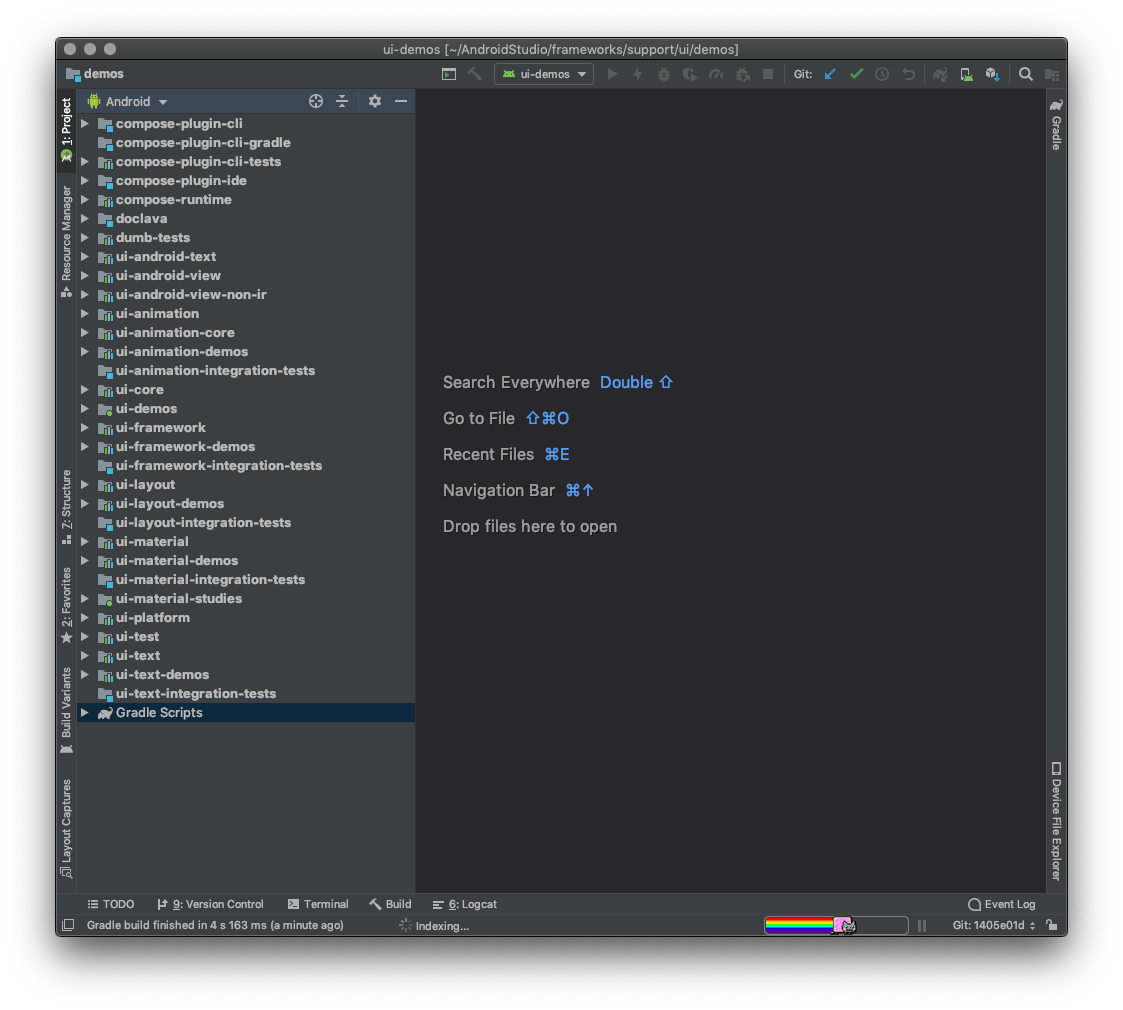 ui-demos [~/AndroidStudio/frameworks/support/ui/demos]
demos
ui-demos
Git:
1: Project
Resource Manager
Z: Structure
2: Favorites
Build Variants
Layout Captures
Android
compose-plugin-cli
compose-plugin-cli-gradle
compose-plugin-cli-tests
compose-plugin-ide
compose-runtime
doclava
dumb-tests
ui-android-text
ui-android-view
ui-android-view-non-ir
ui-animation
ui-animation-core
ui-animation-demos
ui-animation-integration-tests
ui-core
ui-demos
ui-framework
ui-framework-demos
ui-framework-integration-tests
ui-layout
ui-layout-demos
ui-layout-integration-tests
ui-material
ui-material-demos
ui-material-integration-tests
ui-material-studies
ui-platform
ui-test
ui-text
ui-text-demos
ui-text-integration-tests
Gradle Scripts
Search Everywhere Double ⇧
Go to File ⇧⌘O
Recent Files ⌘E
Navigation Bar ⌘↑
Drop files here to open
Gradle
Device File Explorer
TODO
9: Version Control
Terminal
Build
6: Logcat
Event Log
Gradle build finished in 4 s 163 ms (a minute ago)
Indexing...
Git: 1405e01d